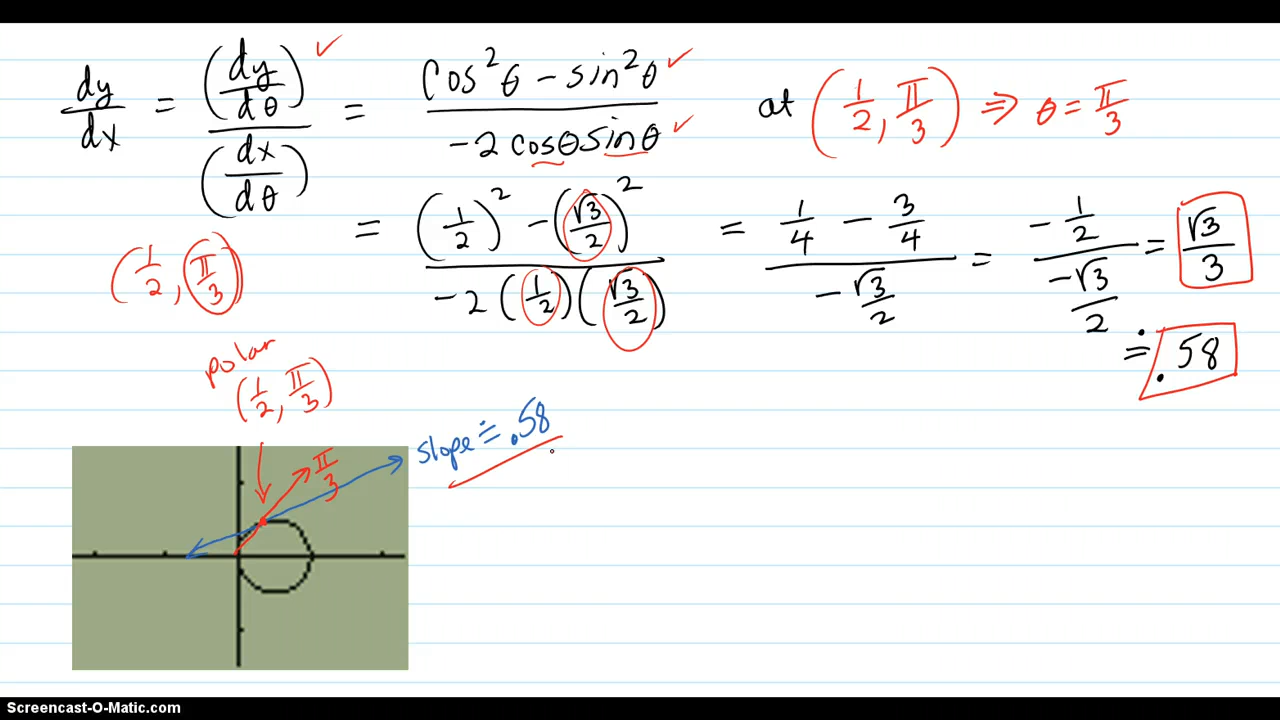 dy/dx = (dy/dθ)/(dx/dθ) ✓ = (cos²θ − sin²θ ✓)/(−2 cosθ sinθ ✓) at (1/2, π/3) ⇒ θ = π/3
= ((1/2)² − (√3/2)²)/(−2(1/2)(√3/2)) = (1/4 − 3/4)/(−√3/2) = (−1/2)/(−√3/2) = √3/3
(1/2, π/3)
≐ .58
polar
(1/2, π/3)
slope ≐ .58
π/3
Screencast-O-Matic.com